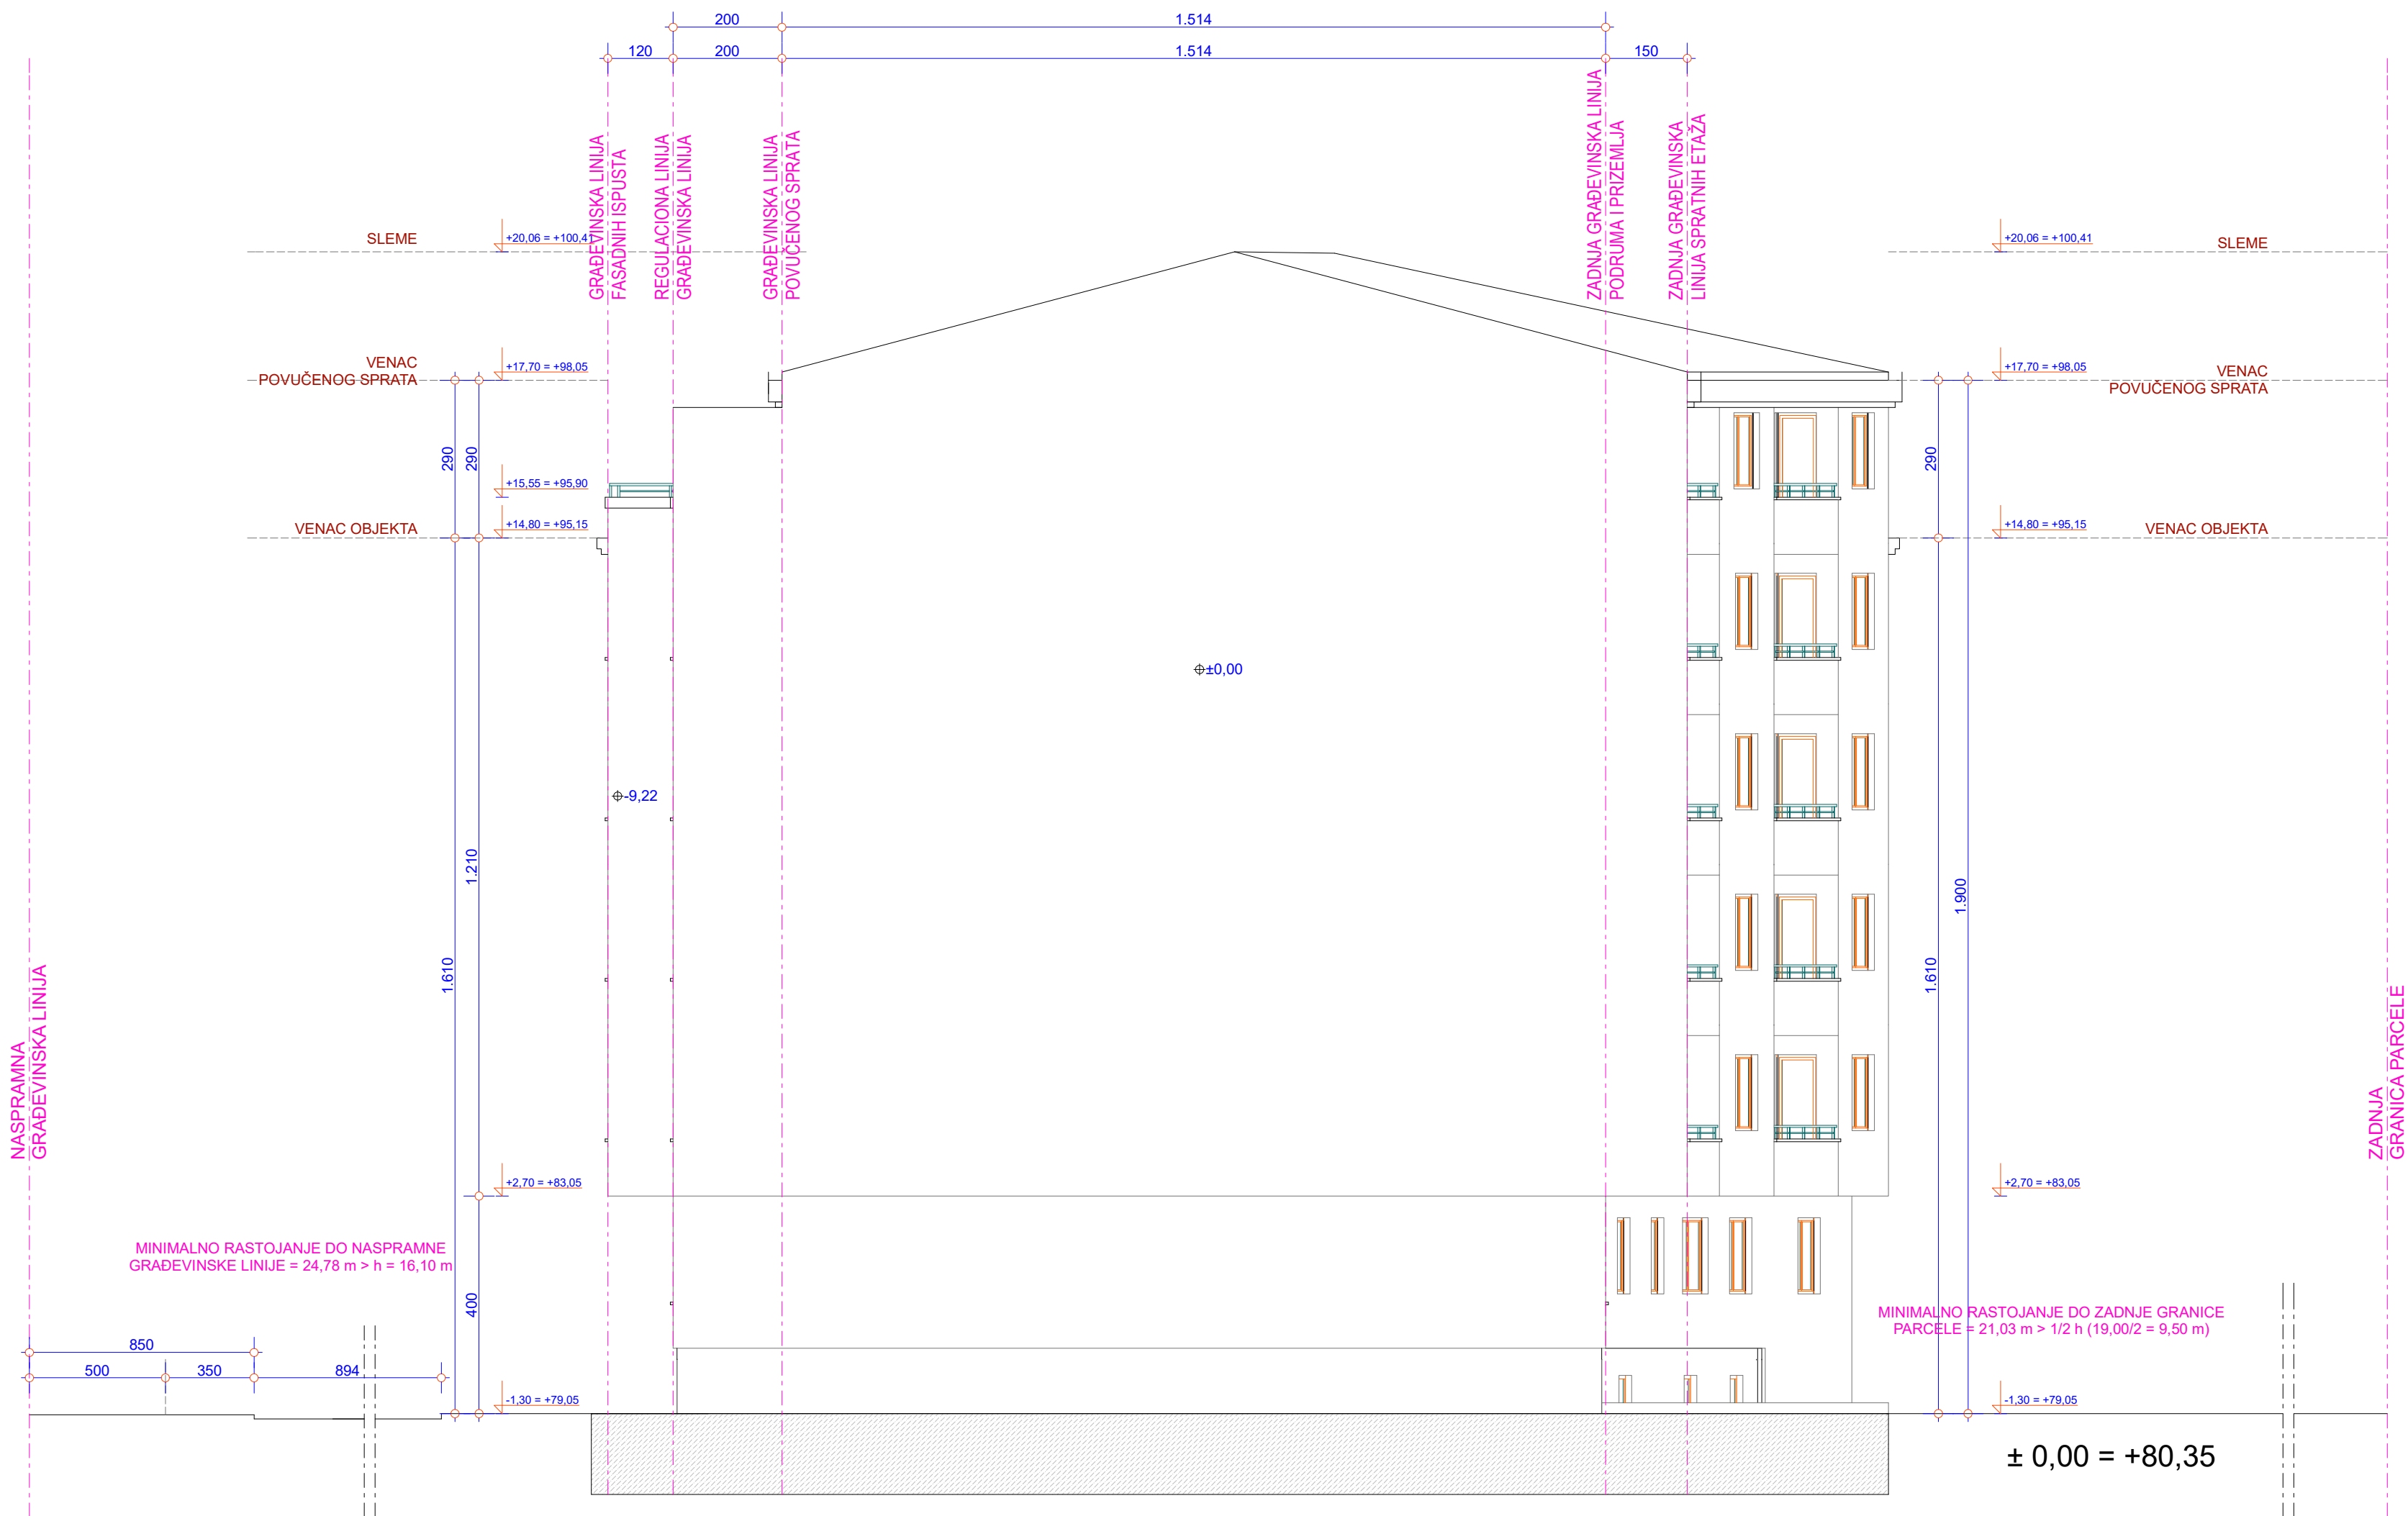 200
1.514
120
200
1.514
150
GRAĐEVINSKA LINIJA
FASADNIH ISPUSTA
REGULACIONA LINIJA
GRAĐEVINSKA LINIJA
GRAĐEVINSKA LINIJA
POVUČENOG SPRATA
ZADNJA GRAĐEVINSKA LINIJA
PODRUMA I PRIZEMLJA
ZADNJA GRAĐEVINSKA
LINIJA SPRATNIH ETAŽA
SLEME
+20,06 = +100,41
+20,06 = +100,41
SLEME
VENAC
POVUČENOG SPRATA
+17,70 = +98,05
+17,70 = +98,05
VENAC
POVUČENOG SPRATA
290
290
290
+15,55 = +95,90
VENAC OBJEKTA
+14,80 = +95,15
+14,80 = +95,15
VENAC OBJEKTA
±0,00
-9,22
1.210
1.900
1.610
1.610
NASPRAMNA
GRAĐEVINSKA LINIJA
ZADNJA
GRANICA PARCELE
+2,70 = +83,05
+2,70 = +83,05
MINIMALNO RASTOJANJE DO NASPRAMNE
GRAĐEVINSKE LINIJE = 24,78 m > h = 16,10 m
400
MINIMALNO RASTOJANJE DO ZADNJE GRANICE
PARCELE = 21,03 m > 1/2 h (19,00/2 = 9,50 m)
850
500
350
894
-1,30 = +79,05
-1,30 = +79,05
± 0,00 = +80,35